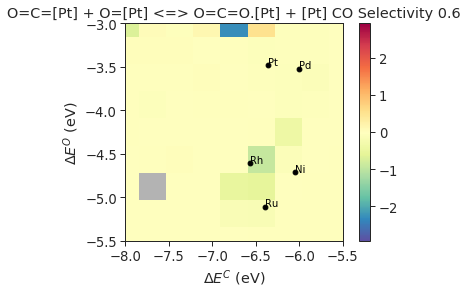 O=C=[Pt] + O=[Pt] <=> O=C=O.[Pt] + [Pt] CO Selectivity 0.6
−3.0
−3.5
−4.0
−4.5
−5.0
−5.5
ΔE^O (eV)
Pt
Pd
Rh
Ni
Ru
−8.0 −7.5 −7.0 −6.5 −6.0 −5.5
ΔE^C (eV)
2
1
0
−1
−2